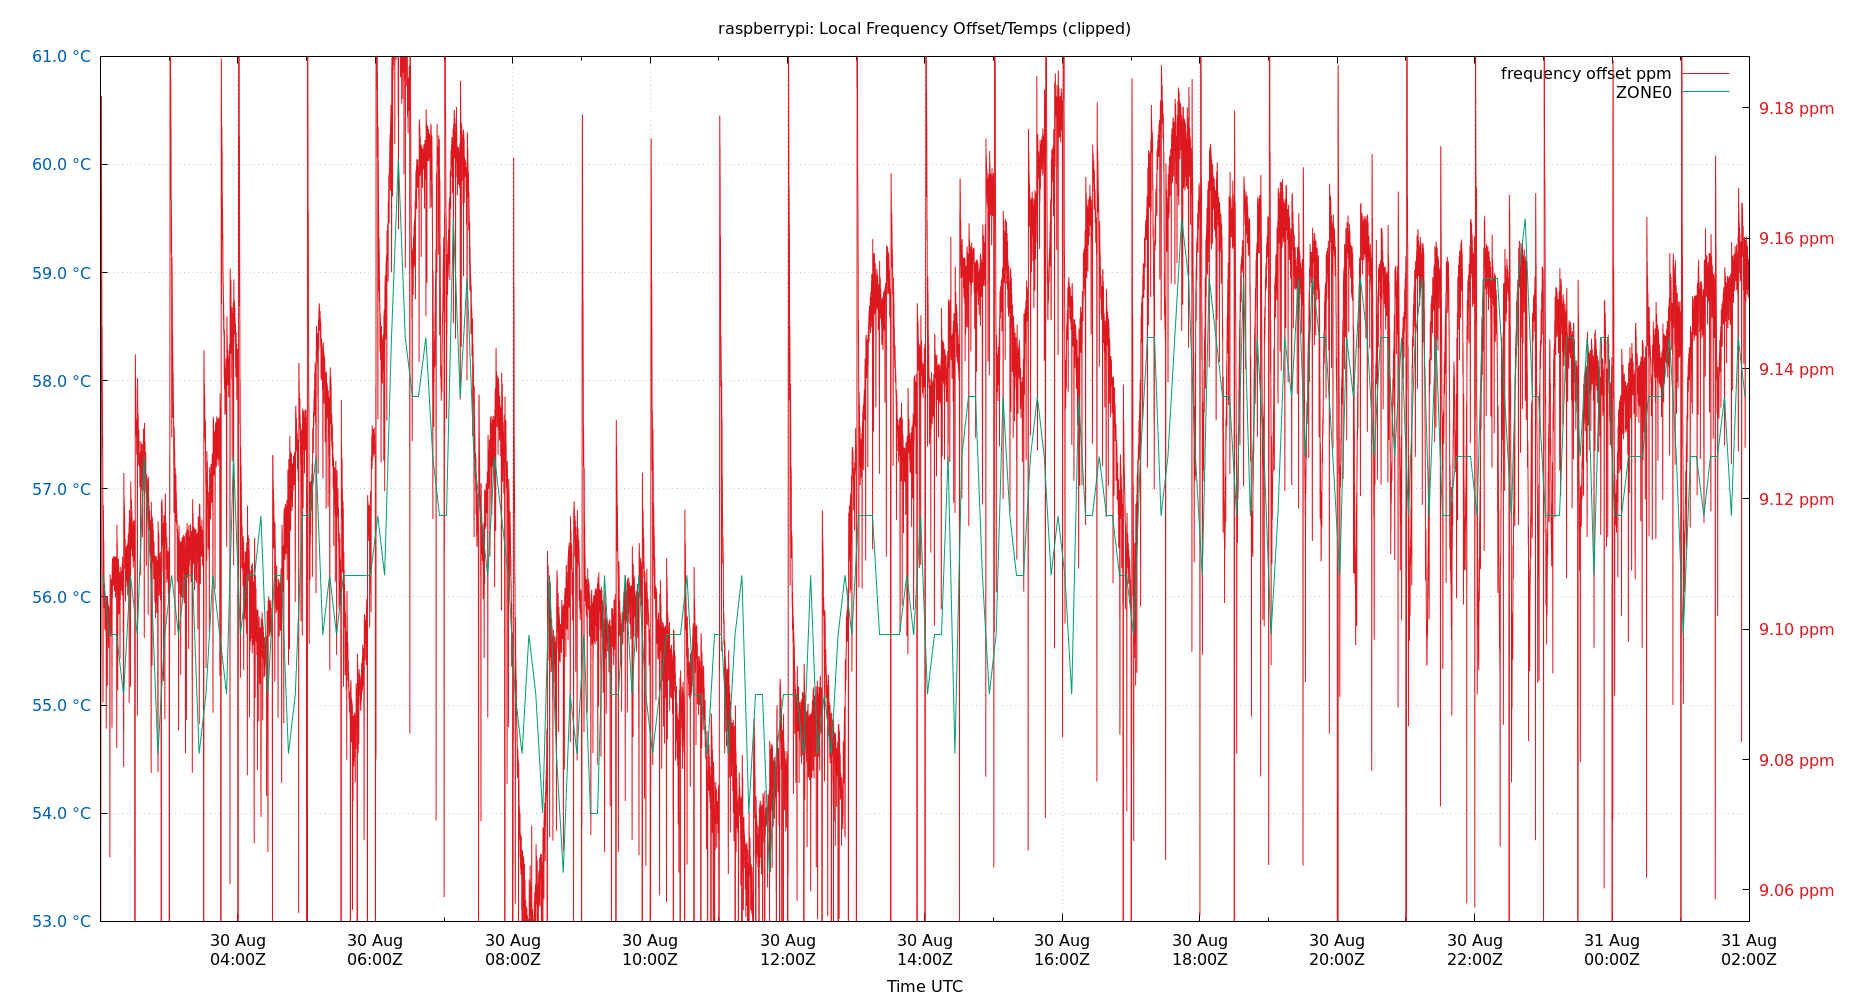 raspberrypi: Local Frequency Offset/Temps (clipped)
frequency offset ppm
ZONE0
61.0 °C
60.0 °C
59.0 °C
58.0 °C
57.0 °C
56.0 °C
55.0 °C
54.0 °C
53.0 °C
9.18 ppm
9.16 ppm
9.14 ppm
9.12 ppm
9.10 ppm
9.08 ppm
9.06 ppm
30 Aug 30 Aug 30 Aug 30 Aug 30 Aug 30 Aug 30 Aug 30 Aug 30 Aug 30 Aug 31 Aug 31 Aug
04:00Z 06:00Z 08:00Z 10:00Z 12:00Z 14:00Z 16:00Z 18:00Z 20:00Z 22:00Z 00:00Z 02:00Z
Time UTC